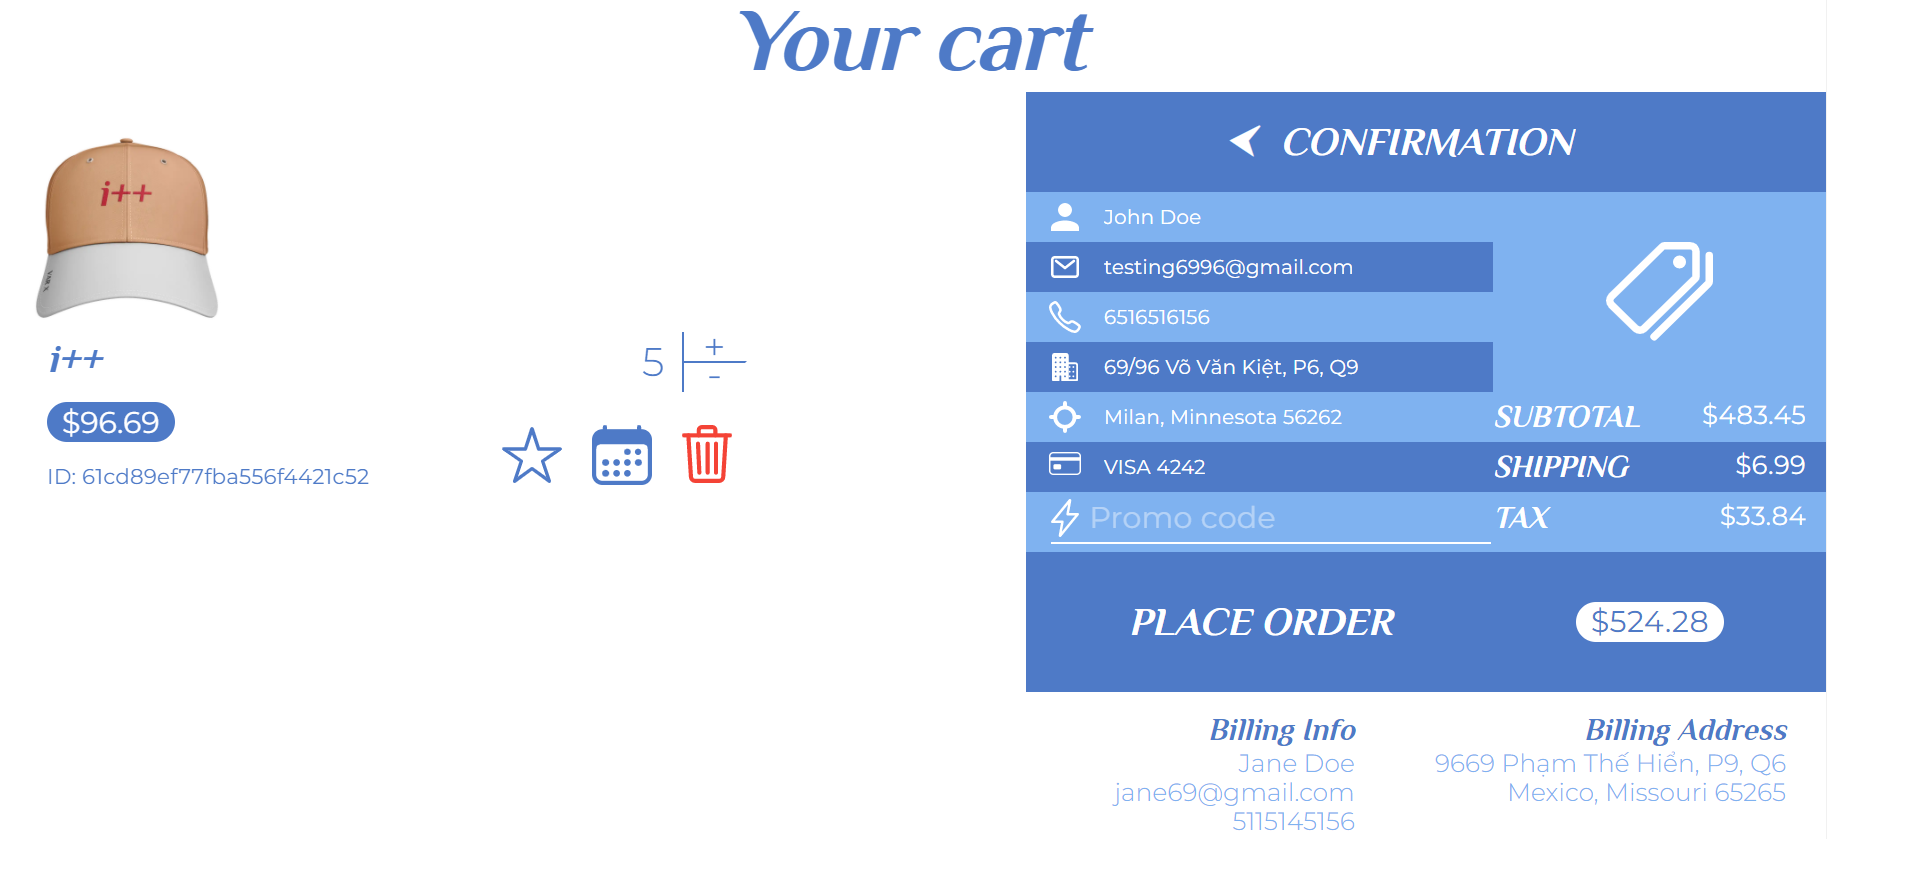 Your cart
i++
i++
$96.69
ID: 61cd89ef77fba556f4421c52
5
+
-
CONFIRMATION
John Doe
testing6996@gmail.com
6516516156
69/96 Võ Văn Kiệt, P6, Q9
Milan, Minnesota 56262
VISA 4242
Promo code
SUBTOTAL $483.45
SHIPPING $6.99
TAX $33.84
PLACE ORDER $524.28
Billing Info
Jane Doe
jane69@gmail.com
5115145156
Billing Address
9669 Phạm Thế Hiển, P9, Q6
Mexico, Missouri 65265